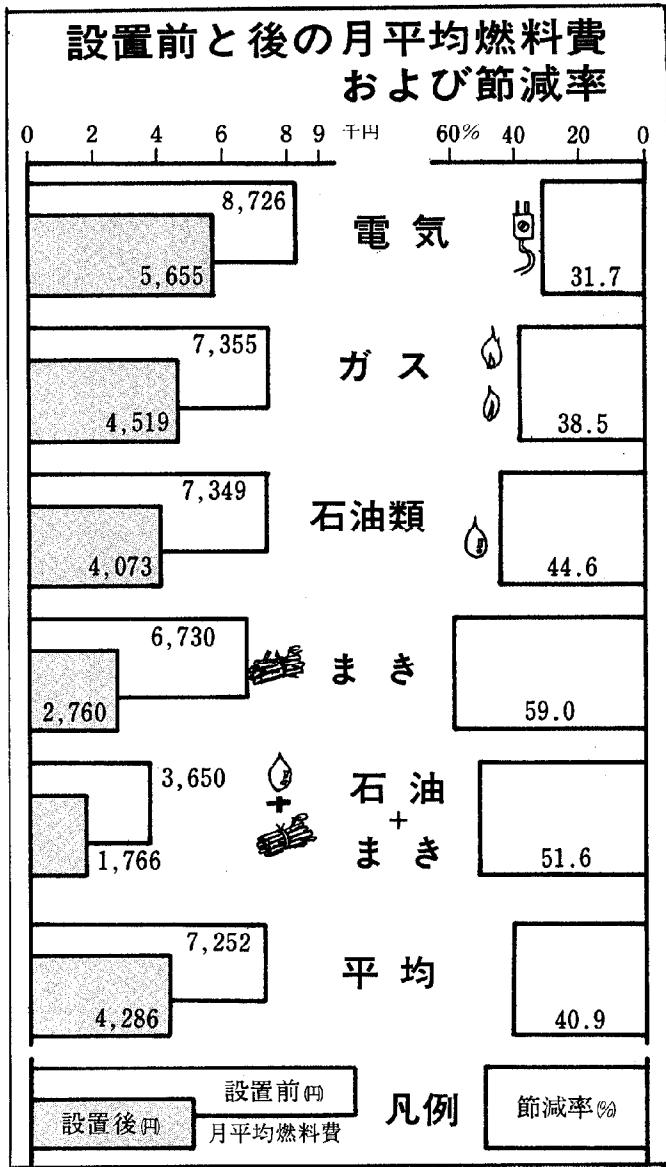 設置前と後の月平均燃料費
および節減率
0 2 4 6 8 9 千円 60% 40 20 0
8,726 電気 31.7
5,655
7,355 ガス 38.5
4,519
7,349 石油類 44.6
4,073
6,730 まき 59.0
2,760
3,650 + 石油 + まき 51.6
1,766
7,252 平均 40.9
4,286
設置前(円) 凡例 節減率(%)
設置後(円) 月平均燃料費